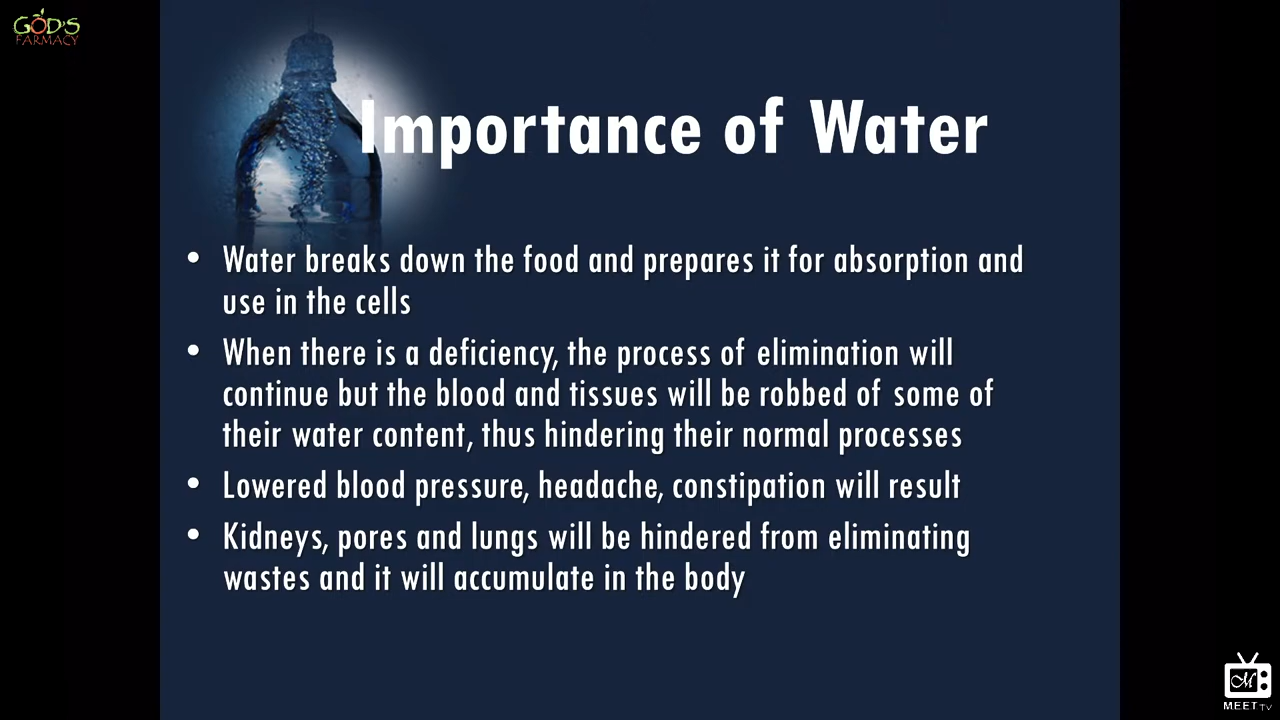 GOD'S
FARMACY
Importance of Water
• Water breaks down the food and prepares it for absorption and
use in the cells
• When there is a deficiency, the process of elimination will
continue but the blood and tissues will be robbed of some of
their water content, thus hindering their normal processes
• Lowered blood pressure, headache, constipation will result
• Kidneys, pores and lungs will be hindered from eliminating
wastes and it will accumulate in the body
M
MEET TV